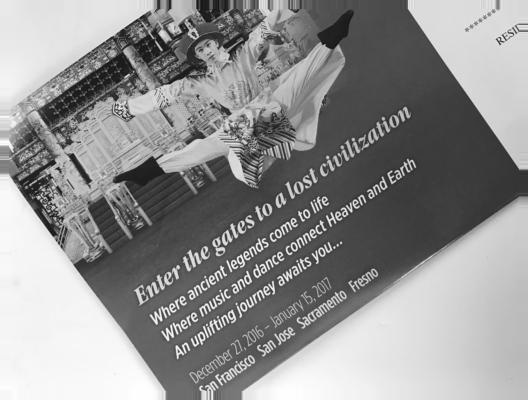 *******
RESI
Enter the gates to a lost civilization
Where ancient legends come to life
Where music and dance connect Heaven and Earth
An uplifting journey awaits you...
December 27, 2016 – January 15, 2017
San Francisco San Jose Sacramento Fresno